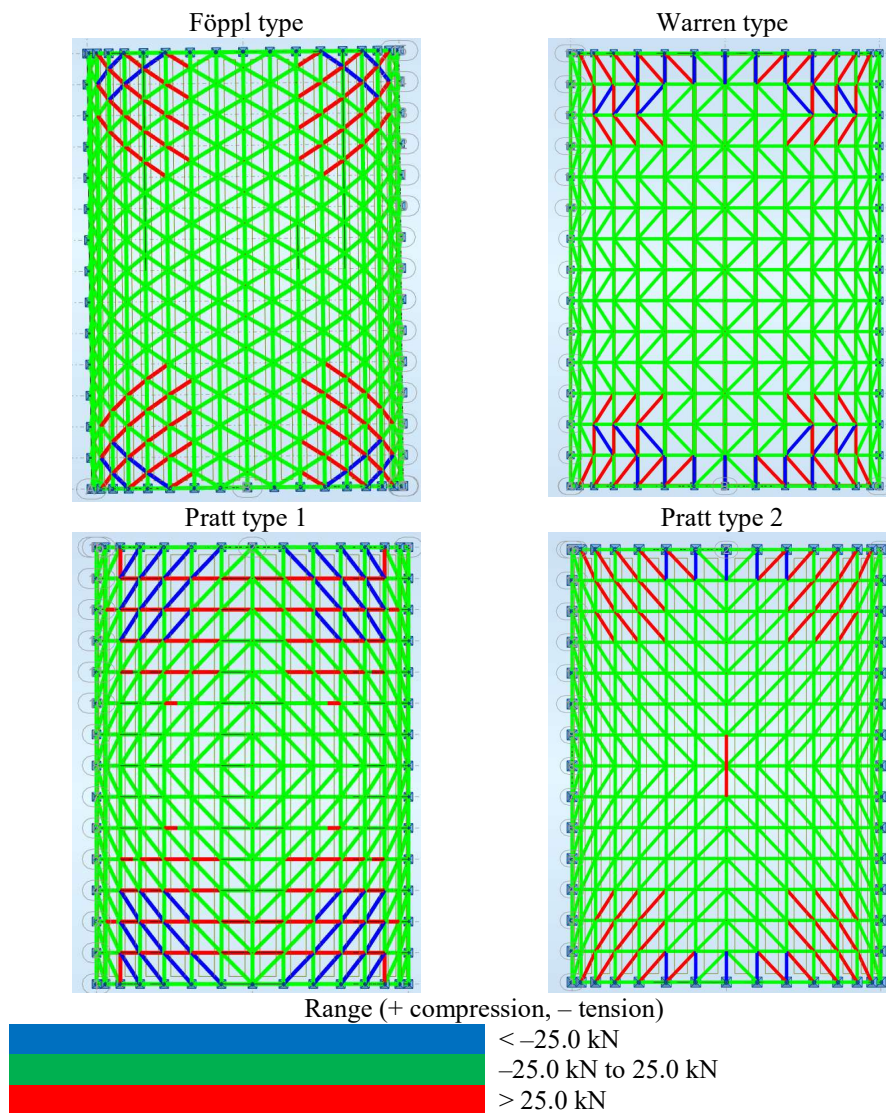 Föppl type
Warren type
Pratt type 1
Pratt type 2
Range (+ compression, – tension)
< –25.0 kN
–25.0 kN to 25.0 kN
> 25.0 kN